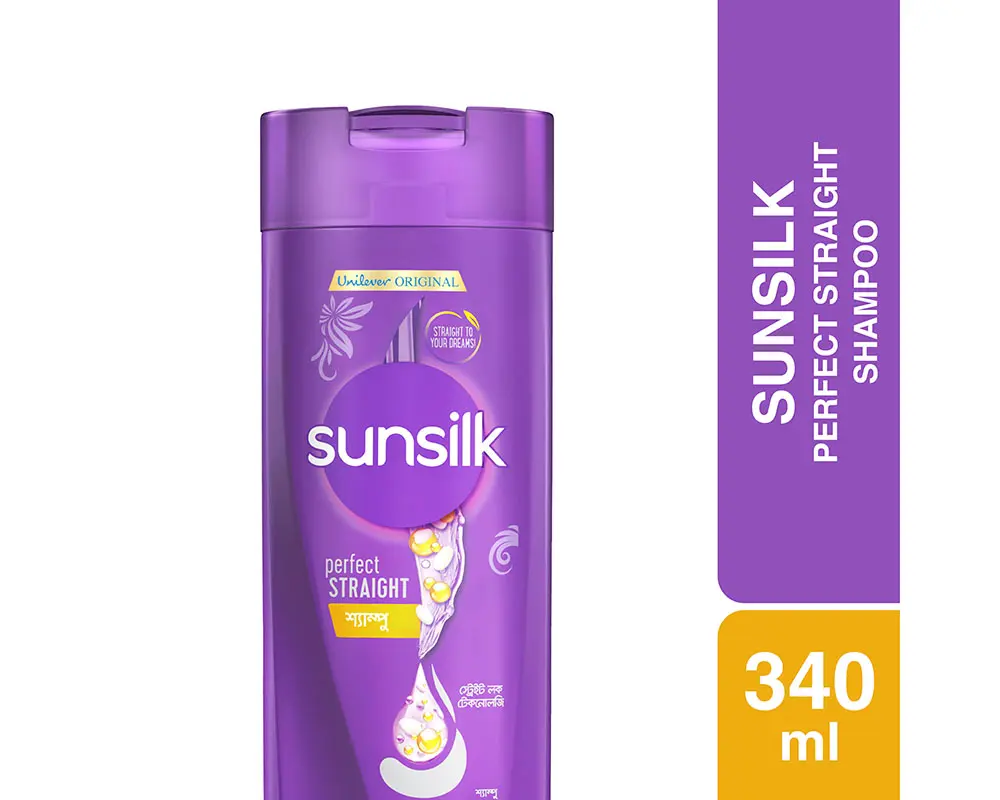 Unilever ORIGINAL
STRAIGHT TO
YOUR DREAMS!
sunsilk
perfect
STRAIGHT
শ্যাম্পু
স্ট্রেইট লক
টেকনোলজি
শ্যাম্পু
SUNSILK
PERFECT STRAIGHT
SHAMPOO
340
ml